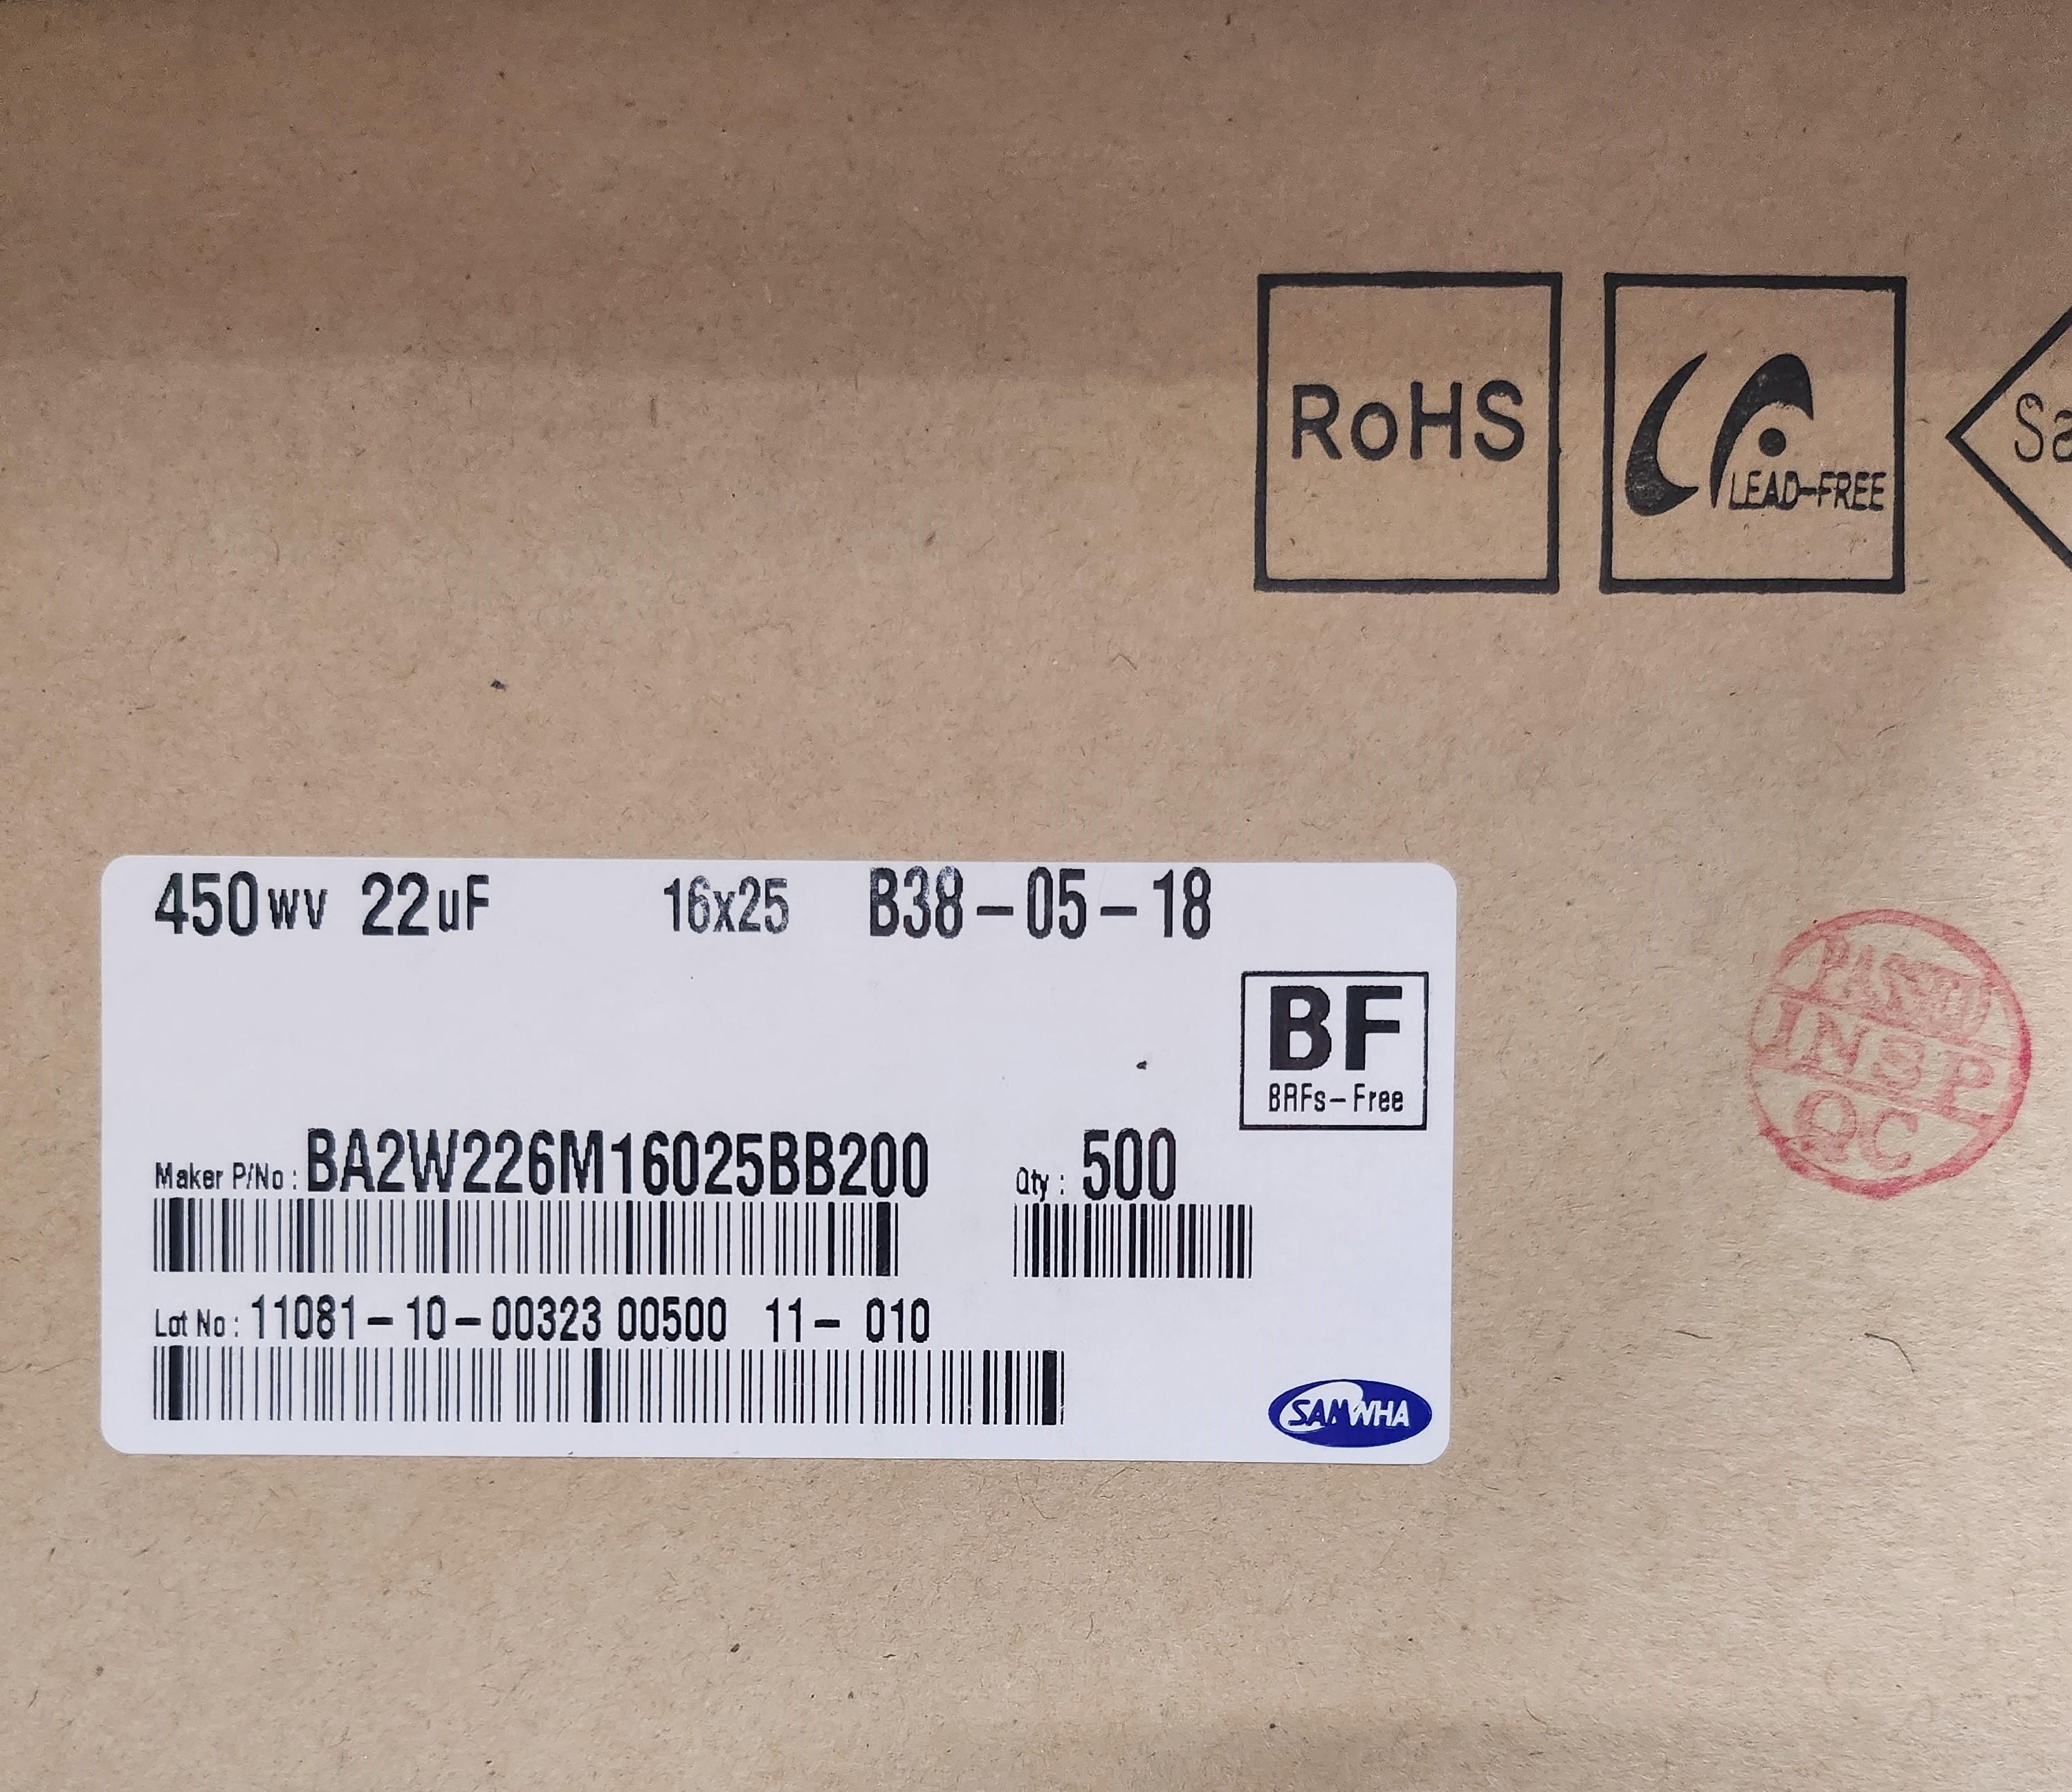 RoHS
LEAD-FREE
Sa
450WV 22uF 16x25 B38-05-18
BF
BRFs-Free
Maker P/No: BA2W226M16025BB200 Qty: 500
Lot No: 11081-10-00323 00500 11- 010
SAMWHA
PASSED
INSP
QC